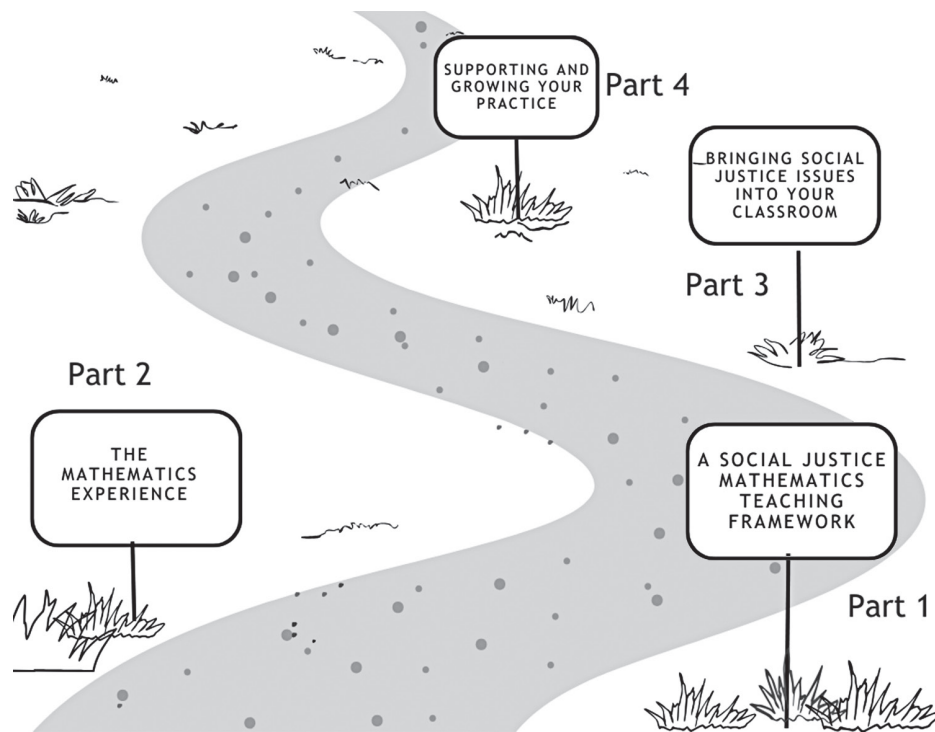 SUPPORTING AND
GROWING YOUR
PRACTICE
Part 4
BRINGING SOCIAL
JUSTICE ISSUES
INTO YOUR
CLASSROOM
Part 3
Part 2
THE
MATHEMATICS
EXPERIENCE
A SOCIAL JUSTICE
MATHEMATICS
TEACHING
FRAMEWORK
Part 1